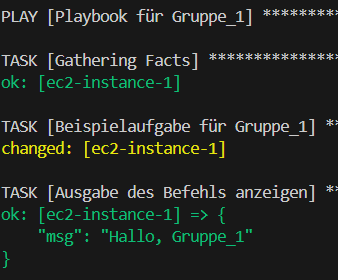 PLAY [Playbook für Gruppe_1] *********
TASK [Gathering Facts] **************
ok: [ec2-instance-1]
TASK [Beispielaufgabe für Gruppe_1] **
changed: [ec2-instance-1]
TASK [Ausgabe des Befehls anzeigen] **
ok: [ec2-instance-1] => {
    "msg": "Hallo, Gruppe_1"
}